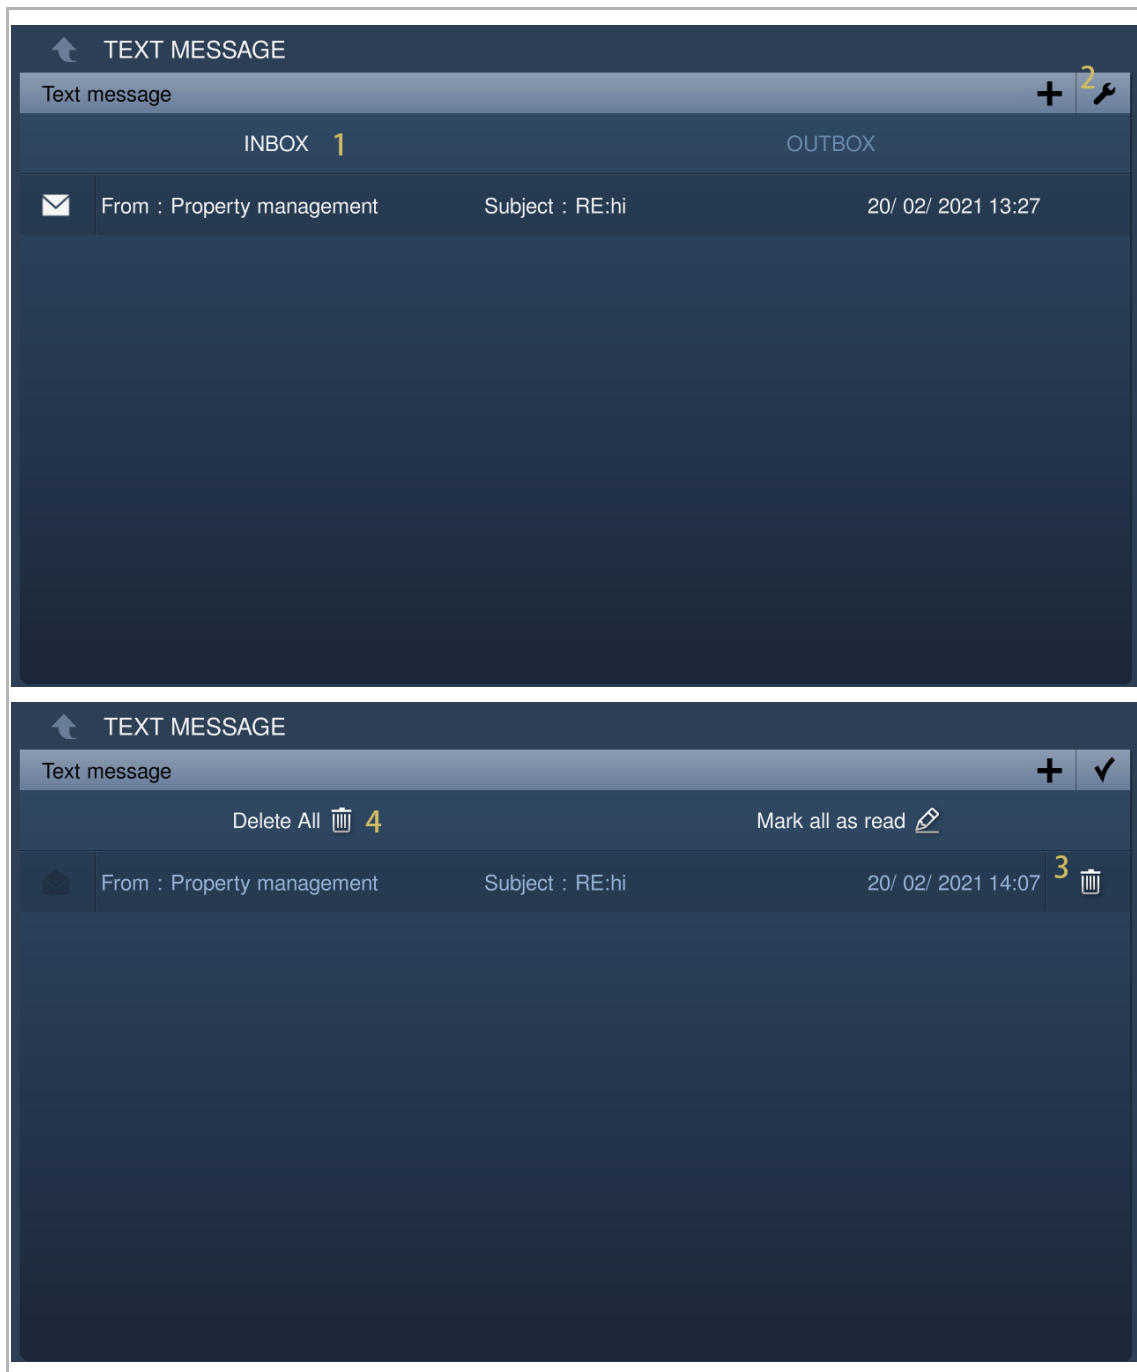 TEXT MESSAGE
2
Text message
INBOX 1 OUTBOX
From : Property management Subject : RE:hi 20/ 02/ 2021 13:27
TEXT MESSAGE
Text message
Delete All 4 Mark all as read
From : Property management Subject : RE:hi 20/ 02/ 2021 14:07 3